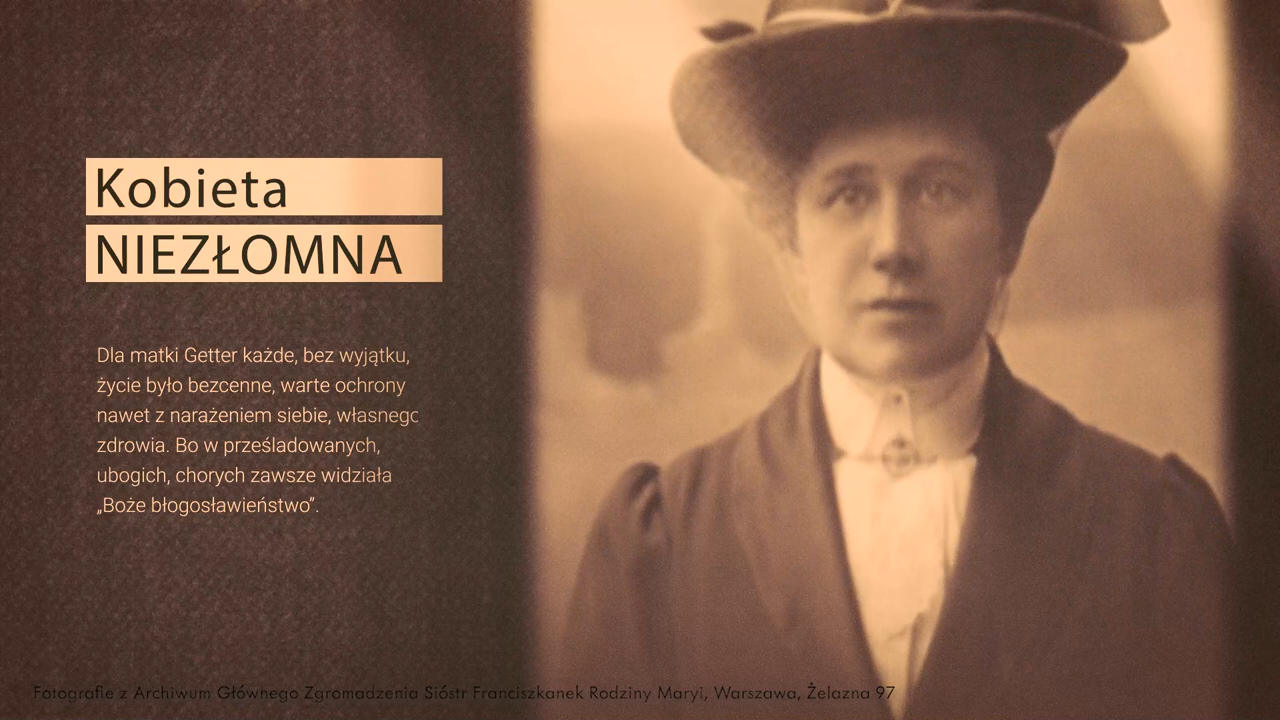 Kobieta
NIEZŁOMNA
Dla matki Getter każde, bez wyjątku,
życie było bezcenne, warte ochrony
nawet z narażeniem siebie, własnego
zdrowia. Bo w prześladowanych,
ubogich, chorych zawsze widziała
„Boże błogosławieństwo”.
Fotografie z Archiwum Głównego Zgromadzenia Sióstr Franciszkanek Rodziny Maryi, Warszawa, Żelazna 97